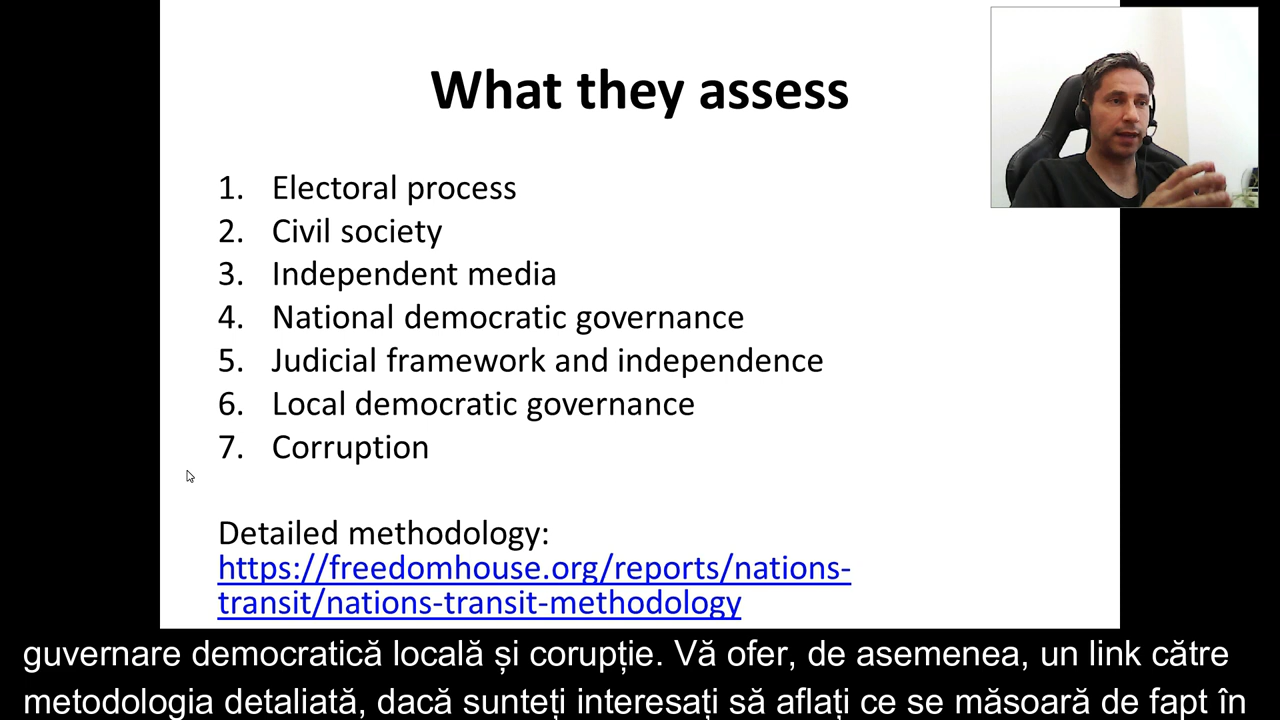 What they assess
1. Electoral process
2. Civil society
3. Independent media
4. National democratic governance
5. Judicial framework and independence
6. Local democratic governance
7. Corruption
Detailed methodology:
https://freedomhouse.org/reports/nations-
transit/nations-transit-methodology
guvernare democratică locală și corupție. Vă ofer, de asemenea, un link către
metodologia detaliată, dacă sunteți interesați să aflați ce se măsoară de fapt în